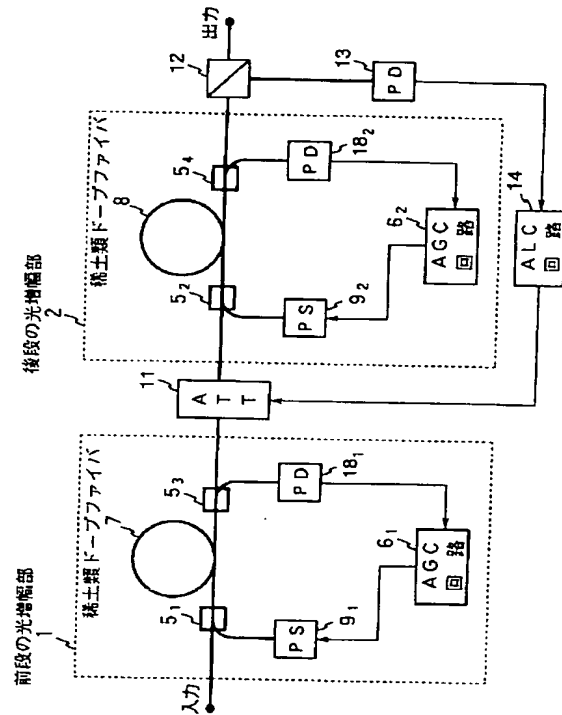 前段の光増幅部
1
稀土類ドープファイバ
7
入力
5₁
5₃
PS
9₁
PD
18₁
6₁
AGC
回路
11
ATT
後段の光増幅部
2
稀土類ドープファイバ
8
5₂
5₄
PS
9₂
PD
18₂
6₂
AGC
回路
12
出力
PD
13
14
ALC
回路